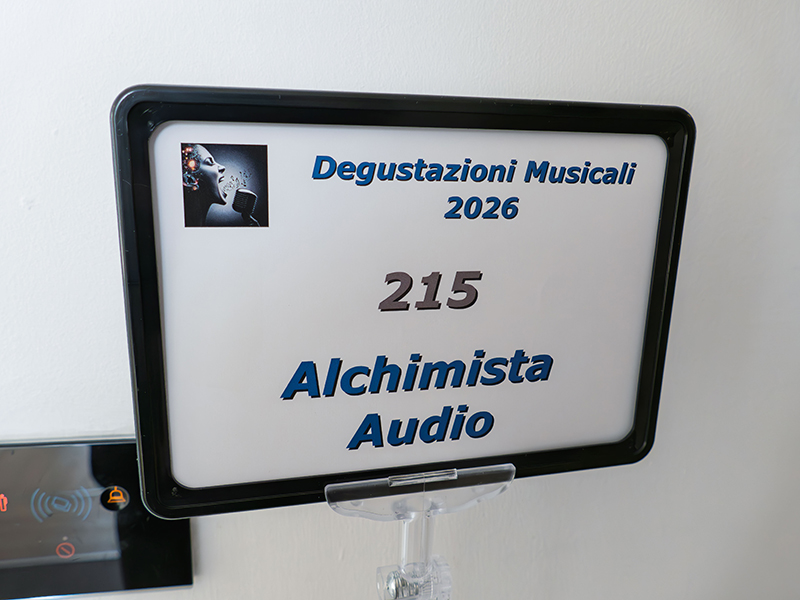 Degustazioni Musicali
2026
215
Alchimista
Audio